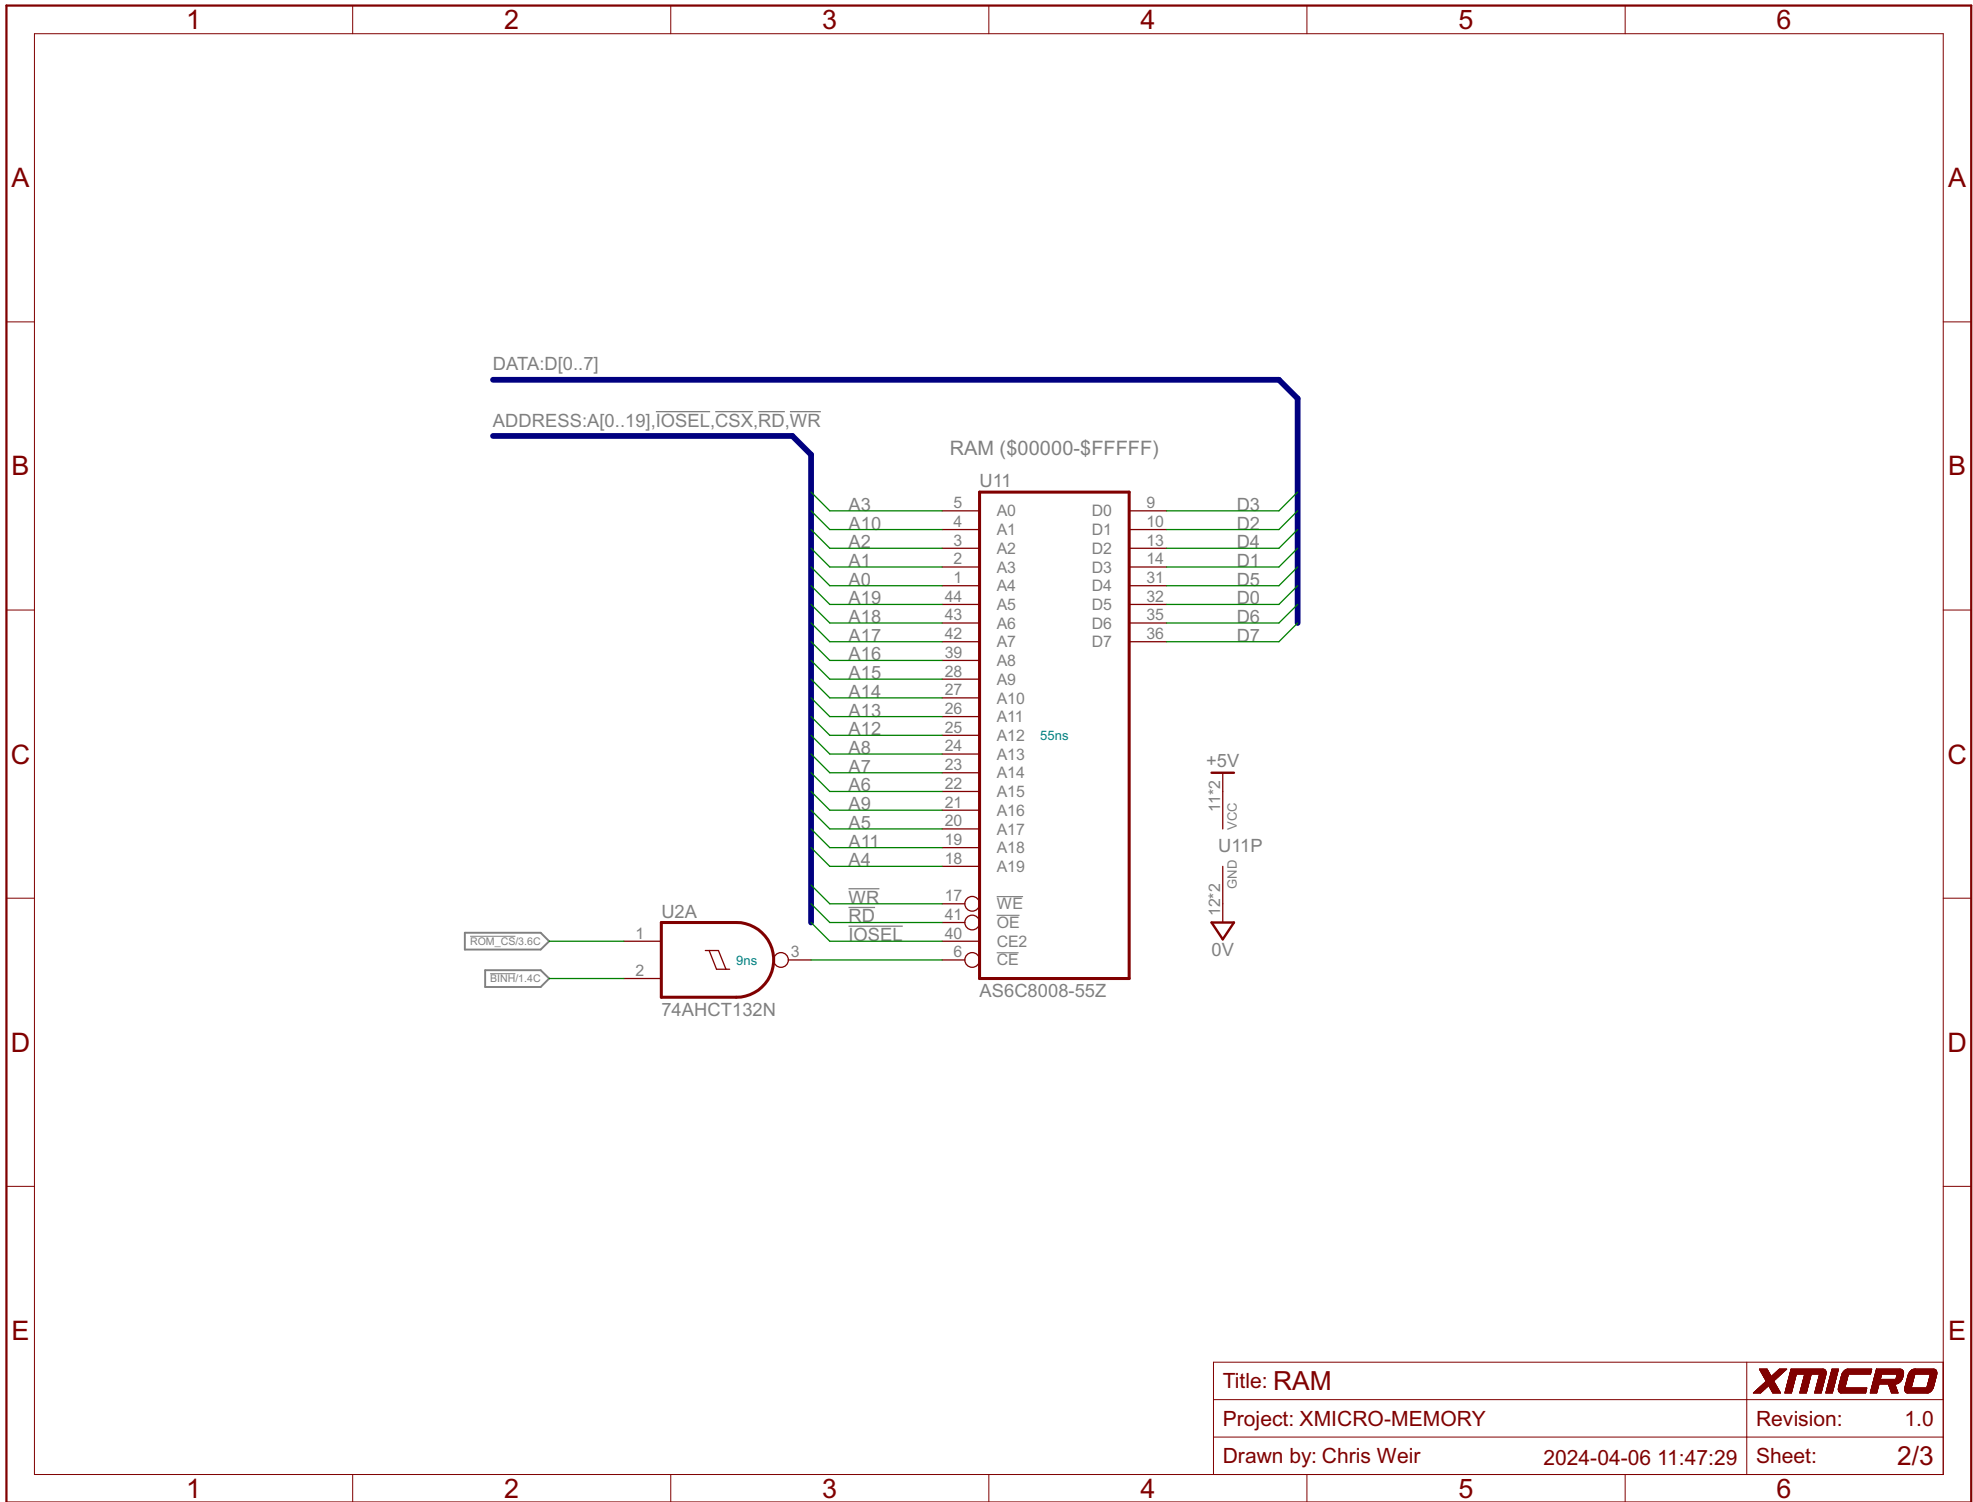 1 2 3 4 5 6
A A
DATA:D[0..7]
ADDRESS:A[0..19],IOSEL,CSX,RD,WR
RAM ($00000-$FFFFF)
B B
U11
A3 5 A0 D0 9 D3
A10 4 A1 D1 10 D2
A2 3 A2 D2 13 D4
A1 2 A3 D3 14 D1
A0 1 A4 D4 31 D5
A19 44 A5 D5 32 D0
A18 43 A6 D6 35 D6
A17 42 A7 D7 36 D7
A16 39 A8
A15 28 A9
A14 27 A10
A13 26 A11
A12 25 A12 55ns
A8 24 A13
C C
A7 23 A14
A6 22 A15
A9 21 A16
A5 20 A17
A11 19 A18
A4 18 A19
+5V
11*2 VCC
U11P
12*2 GND
0V
WR 17 WE
RD 41 OE
IOSEL 40 CE2
6 CE
U2A
ROM_CS/3.6C 1
9ns 3
BINH/1.4C 2
74AHCT132N
AS6C8008-55Z
D D
E E
Title: RAM XMICRO
Project: XMICRO-MEMORY Revision: 1.0
Drawn by: Chris Weir 2024-04-06 11:47:29 Sheet: 2/3
1 2 3 4 5 6